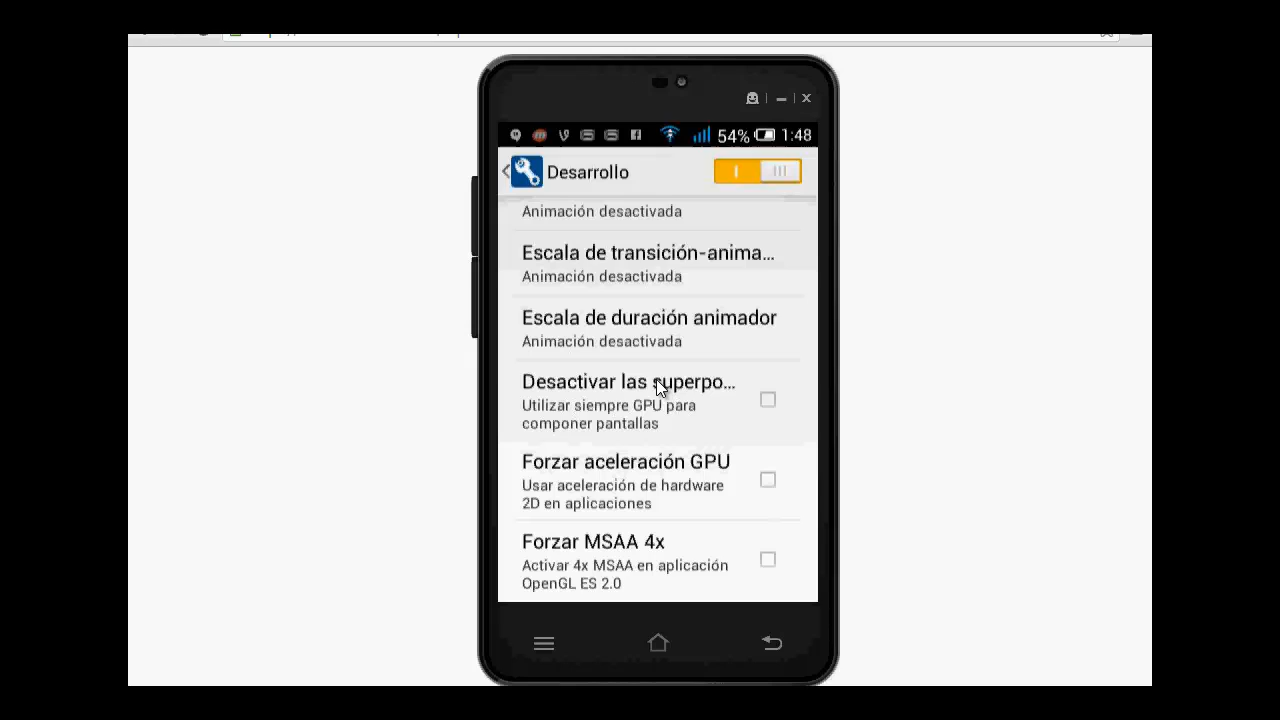 54% 1:48
Desarrollo
Animación desactivada
Escala de transición-anima...
Animación desactivada
Escala de duración animador
Animación desactivada
Desactivar las superpo...
Utilizar siempre GPU para
componer pantallas
Forzar aceleración GPU
Usar aceleración de hardware
2D en aplicaciones
Forzar MSAA 4x
Activar 4x MSAA en aplicación
OpenGL ES 2.0